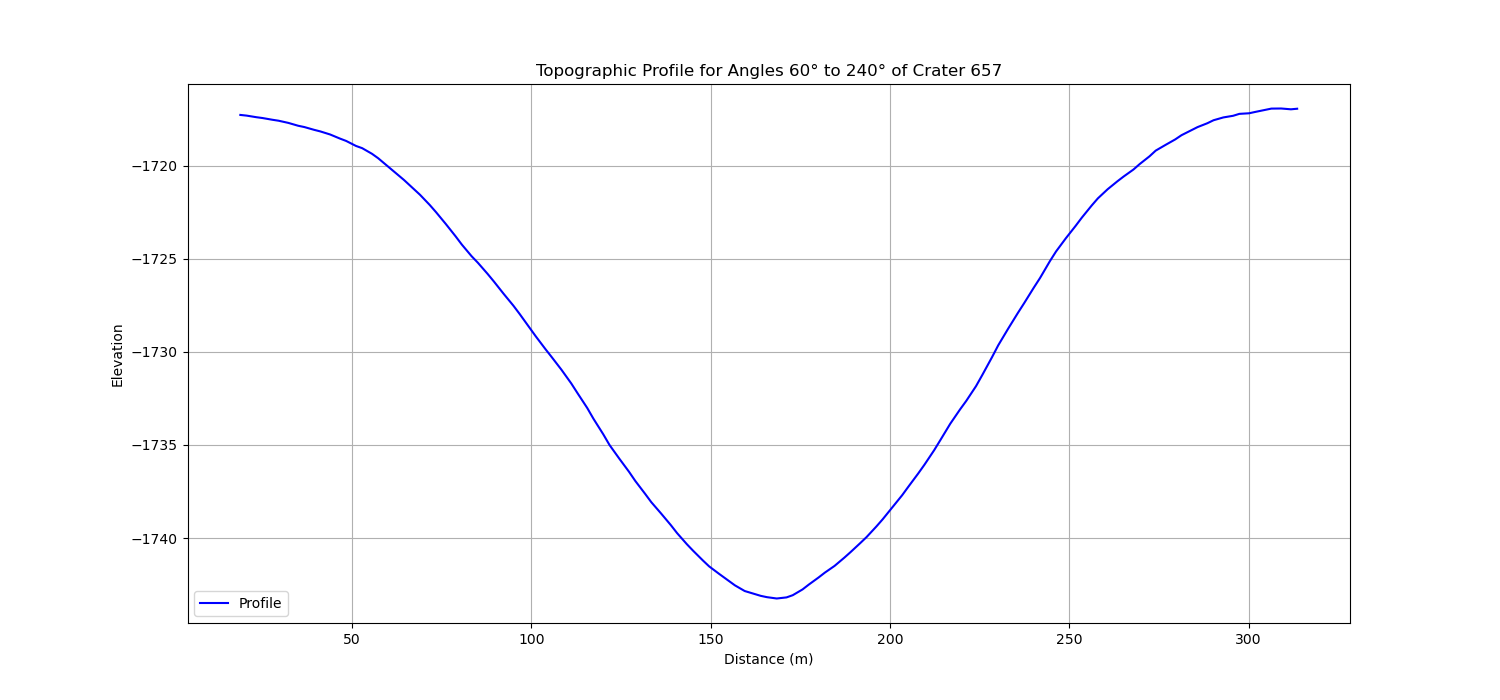 Topographic Profile for Angles 60° to 240° of Crater 657
−1720
−1725
−1730
−1735
−1740
Elevation
Profile
50 100 150 200 250 300
Distance (m)